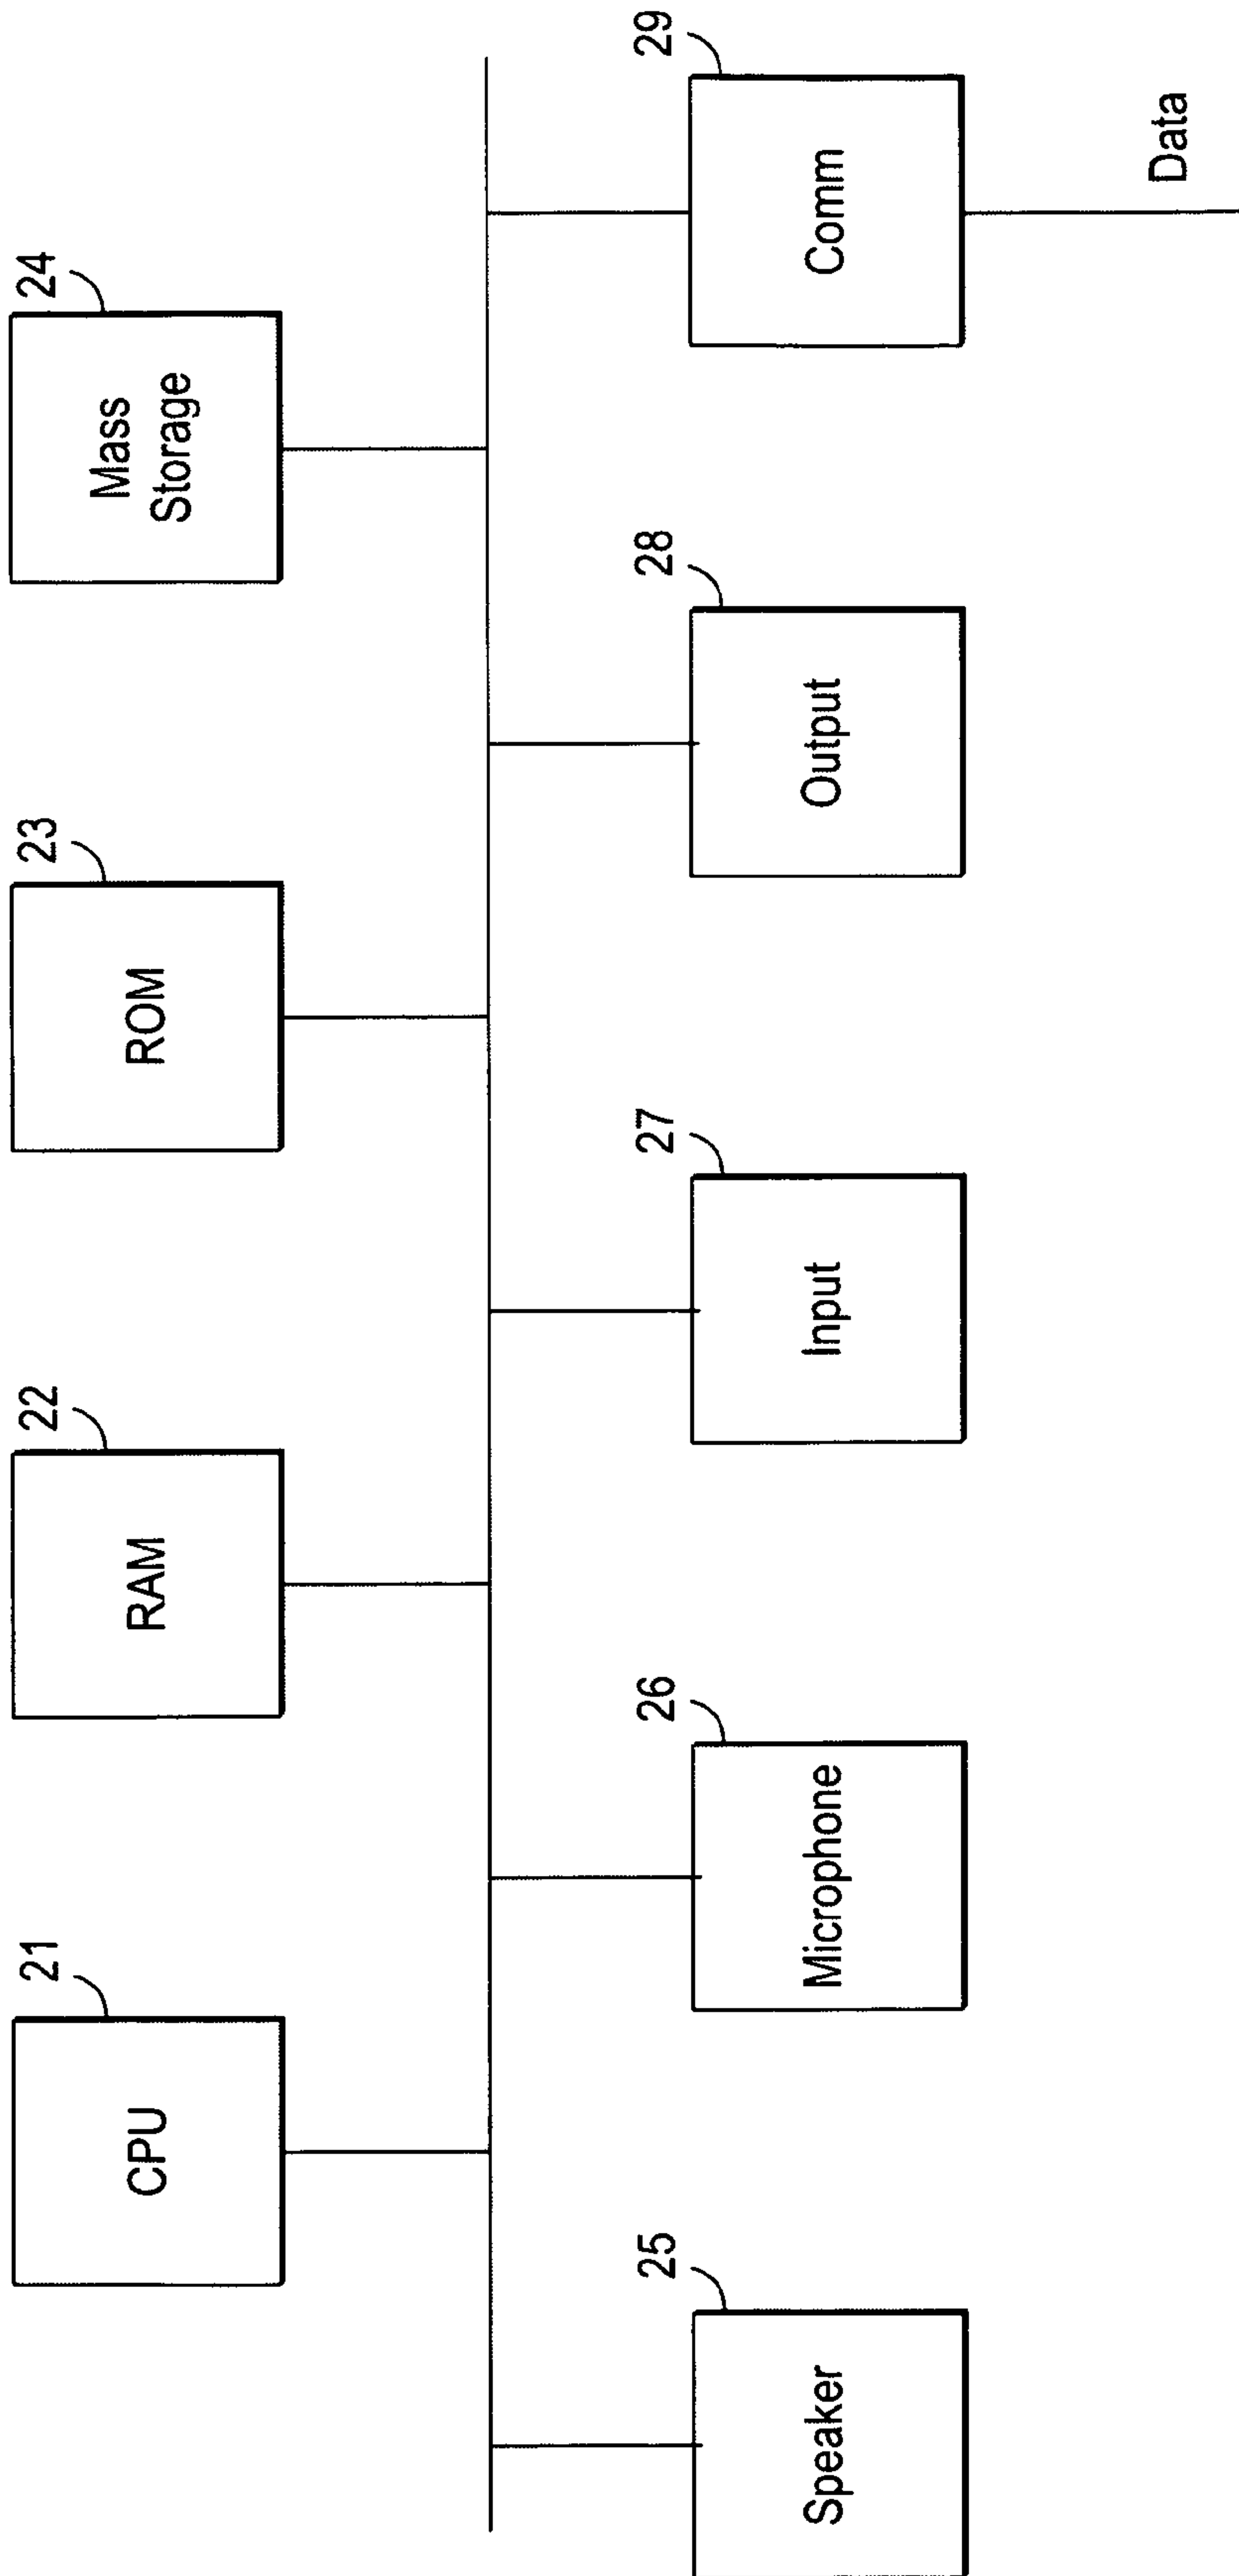 21
22
23
24
CPU
RAM
ROM
Mass
Storage
25
26
27
28
29
Speaker
Microphone
Input
Output
Comm
Data